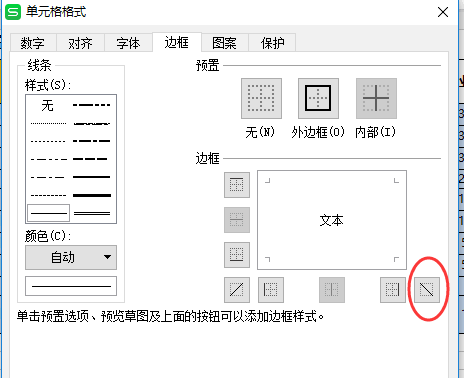 单元格格式
数字 对齐 字体 边框 图案 保护
线条
样式(S):
无
颜色(C):
自动
预置
无(N) 外边框(O) 内部(I)
边框
文本
单击预置选项、预览草图及上面的按钮可以添加边框样式。